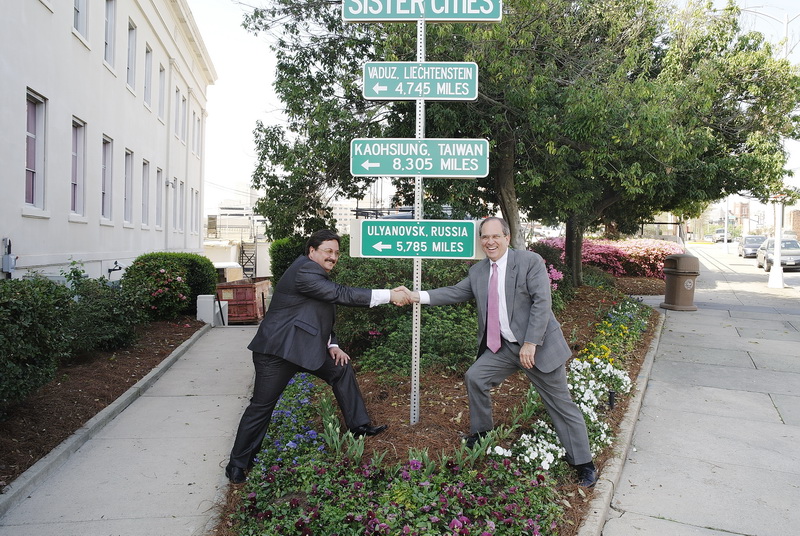 SISTER CITIES
VADUZ, LIECHTENSTEIN
← 4,745 MILES
KAOHSIUNG, TAIWAN
← 8,305 MILES
ULYANOVSK, RUSSIA
← 5,785 MILES